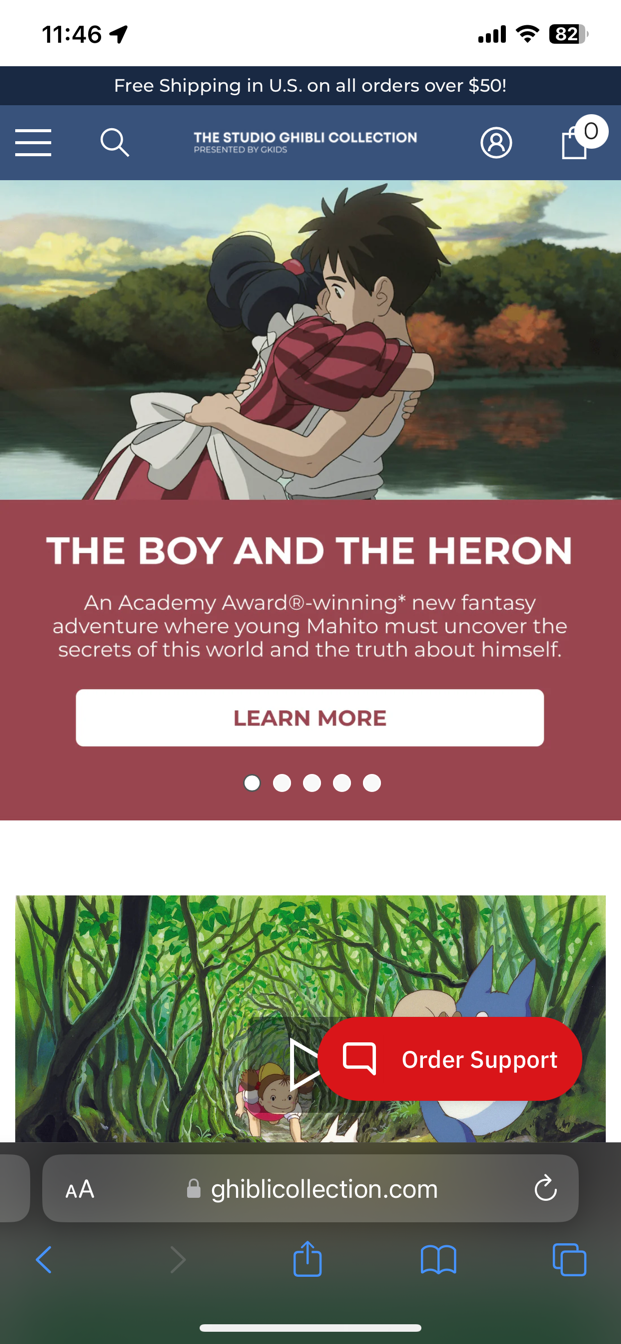 11:46
82
Free Shipping in U.S. on all orders over $50!
THE STUDIO GHIBLI COLLECTION
PRESENTED BY GKIDS
0
THE BOY AND THE HERON
An Academy Award®-winning* new fantasy
adventure where young Mahito must uncover the
secrets of this world and the truth about himself.
LEARN MORE
Order Support
AA
ghiblicollection.com